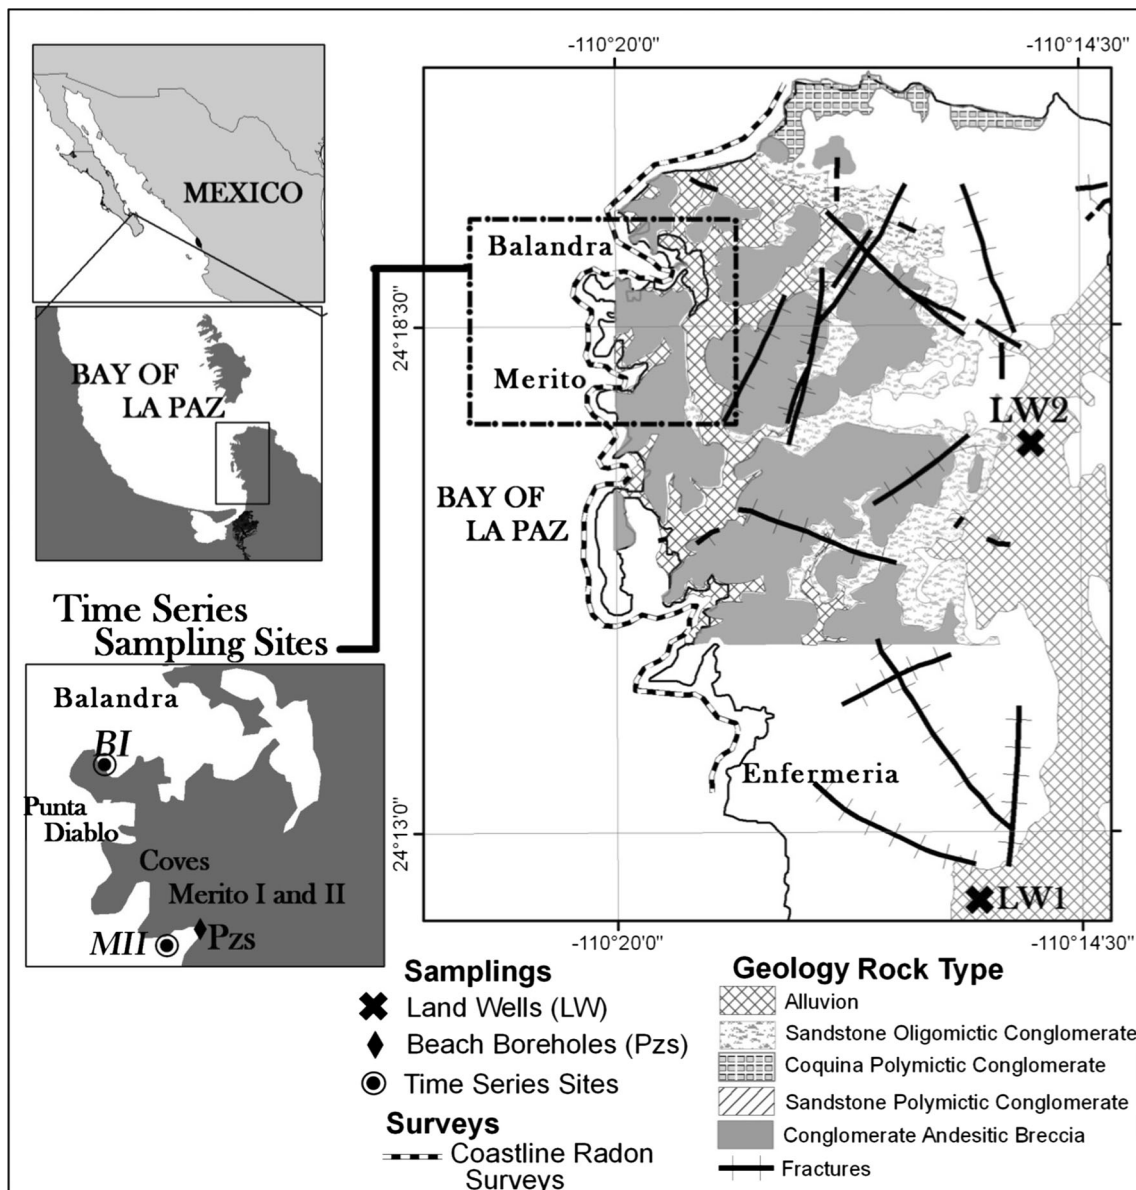 -110°20'0"
-110°14'30"
MEXICO
BAY OF
LA PAZ
Balandra
24°18'30"
Merito
LW2
BAY OF
LA PAZ
Time Series
Sampling Sites
Enfermeria
24°13'0"
LW1
-110°20'0"
-110°14'30"
Balandra
BI
Punta
Diablo
Coves
Merito I and II
MII
Pzs
Samplings
Land Wells (LW)
Beach Boreholes (Pzs)
Time Series Sites
Surveys
Coastline Radon
Surveys
Geology Rock Type
Alluvion
Sandstone Oligomictic Conglomerate
Coquina Polymictic Conglomerate
Sandstone Polymictic Conglomerate
Conglomerate Andesitic Breccia
Fractures